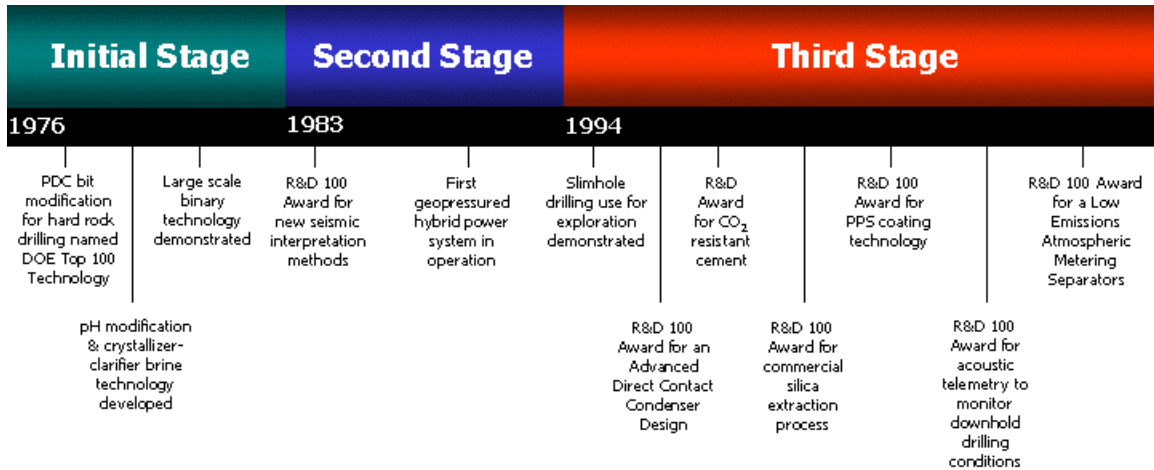 Initial Stage
Second Stage
Third Stage
1976
1983
1994
PDC bit
modification
for hard rock
drilling named
DOE Top 100
Technology
pH modification
& crystallizer-
clarifier brine
technology
developed
Large scale
binary
technology
demonstrated
R&D 100
Award for
new seismic
interpretation
methods
First
geopressured
hybrid power
system in
operation
Slimhole
drilling use for
exploration
demonstrated
R&D 100
Award for an
Advanced
Direct Contact
Condenser
Design
R&D
Award
for CO₂
resistant
cement
R&D 100
Award for
commercial
silica
extraction
process
R&D 100
Award for
PPS coating
technology
R&D 100
Award for
acoustic
telemetry to
monitor
downhold
drilling
conditions
R&D 100 Award
for a Low
Emissions
Atmospheric
Metering
Separators